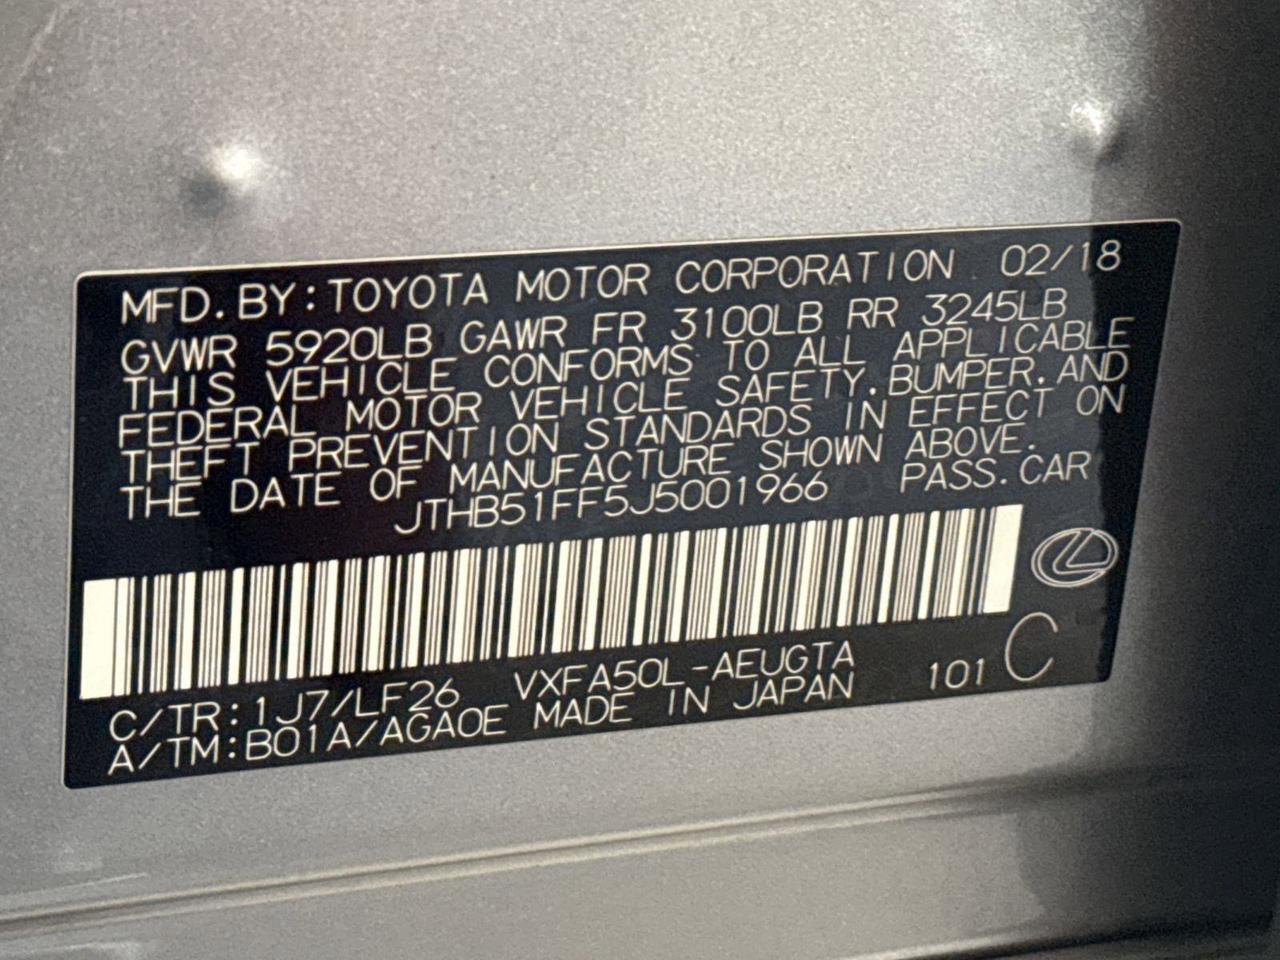 MFD. BY: TOYOTA MOTOR CORPORATION 02/18
GVWR 5920LB GAWR FR 3100LB RR 3245LB
THIS VEHICLE CONFORMS TO ALL APPLICABLE
FEDERAL MOTOR VEHICLE SAFETY, BUMPER, AND
THEFT PREVENTION STANDARDS IN EFFECT ON
THE DATE OF MANUFACTURE SHOWN ABOVE.
JTHB51FF5J5001966 PASS. CAR
C/TR: 1J7/LF26 VXFA50L-AEUGTA 101 C
A/TM: B01A/AGA0E MADE IN JAPAN